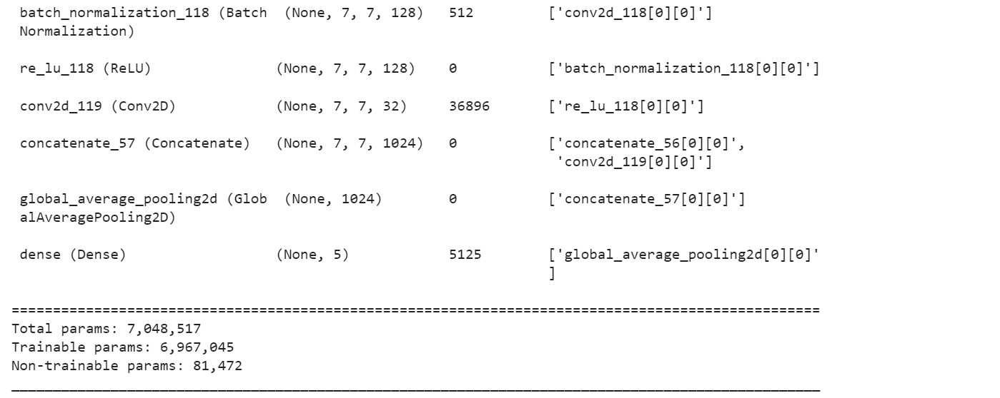 batch_normalization_118 (Batch  (None, 7, 7, 128)   512         ['conv2d_118[0][0]']
Normalization)
re_lu_118 (ReLU)               (None, 7, 7, 128)    0           ['batch_normalization_118[0][0]']
conv2d_119 (Conv2D)            (None, 7, 7, 32)     36896       ['re_lu_118[0][0]']
concatenate_57 (Concatenate)   (None, 7, 7, 1024)   0           ['concatenate_56[0][0]',
'conv2d_119[0][0]']
global_average_pooling2d (Glob  (None, 1024)        0           ['concatenate_57[0][0]']
alAveragePooling2D)
dense (Dense)                  (None, 5)            5125        ['global_average_pooling2d[0][0]'
]
==================================================================================================
Total params: 7,048,517
Trainable params: 6,967,045
Non-trainable params: 81,472
__________________________________________________________________________________________________